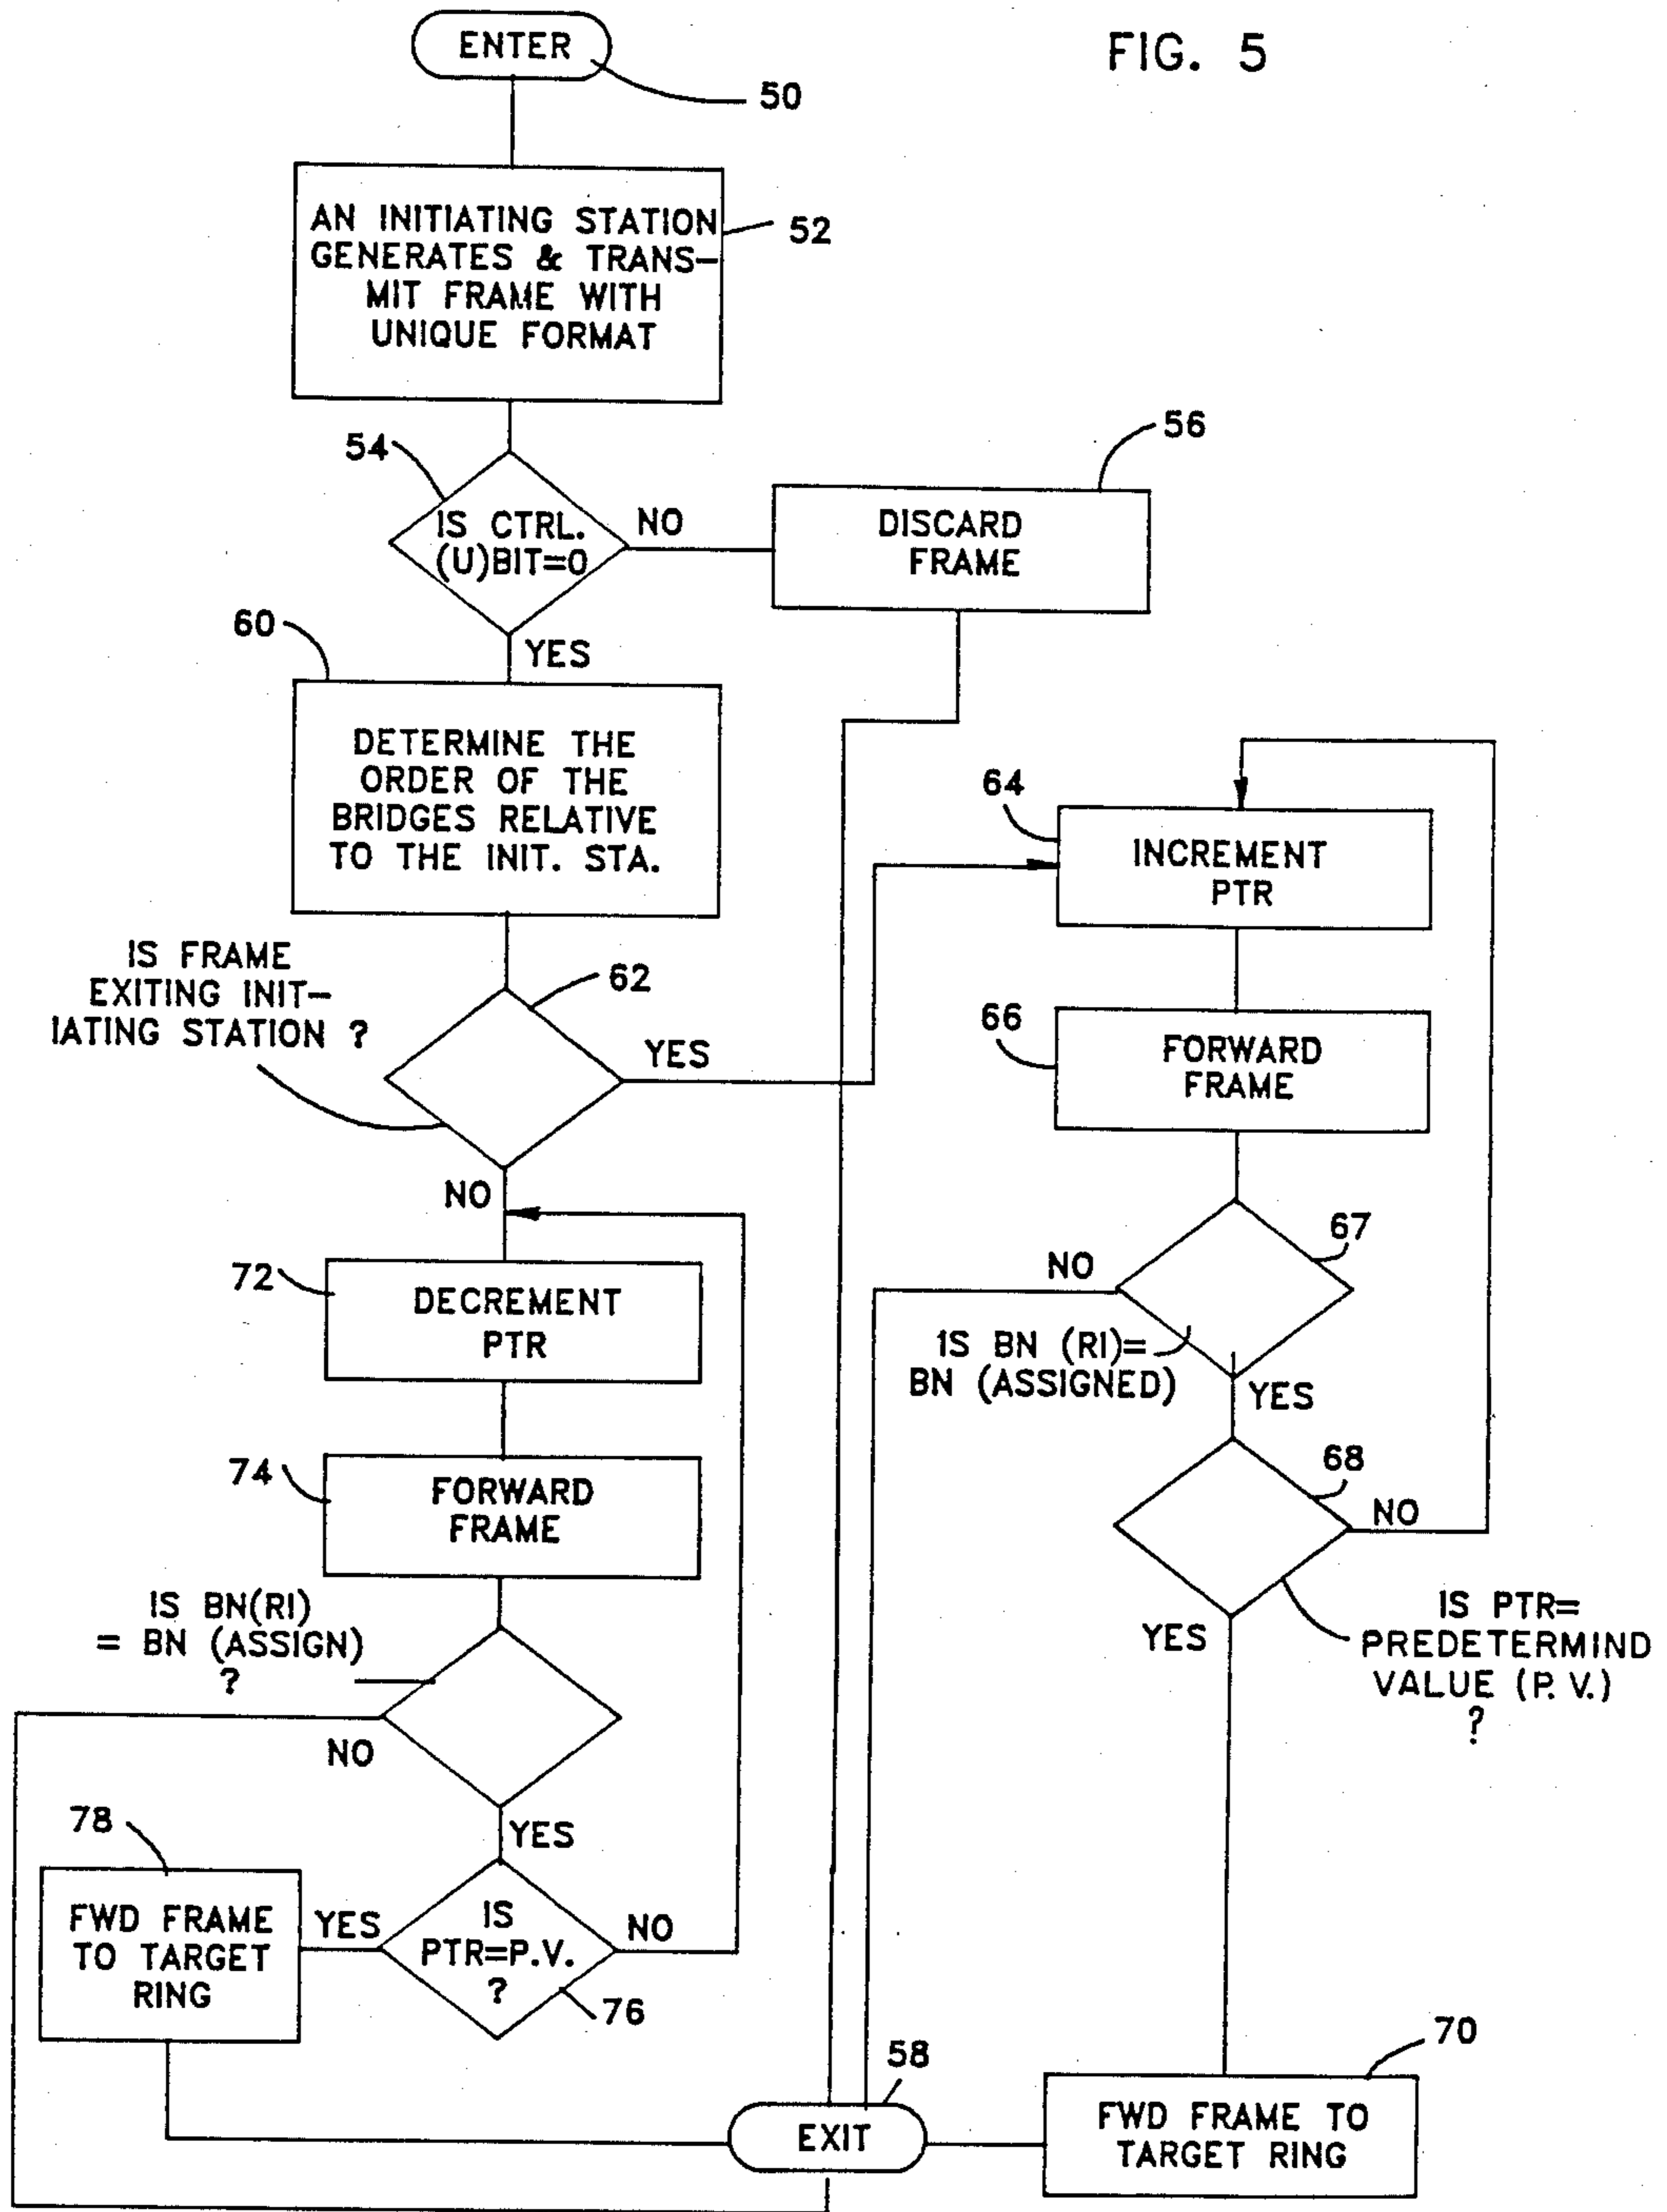 FIG. 5
ENTER
50
AN INITIATING STATION
GENERATES & TRANS-
MIT FRAME WITH
UNIQUE FORMAT
52
54
IS CTRL.
(U)BIT=0
NO
56
DISCARD
FRAME
YES
60
DETERMINE THE
ORDER OF THE
BRIDGES RELATIVE
TO THE INIT. STA.
64
INCREMENT
PTR
IS FRAME
EXITING INIT-
IATING STATION ?
62
YES
66
FORWARD
FRAME
NO
72
DECREMENT
PTR
67
NO
IS BN (RI)=
BN (ASSIGNED)
YES
74
FORWARD
FRAME
68
NO
IS BN(RI)
= BN (ASSIGN)
?
NO
YES
IS PTR=
PREDETERMIND
VALUE (P. V.)
?
YES
78
FWD FRAME
TO TARGET
RING
YES
IS
PTR=P.V.
?
NO
76
58
EXIT
70
FWD FRAME TO
TARGET RING